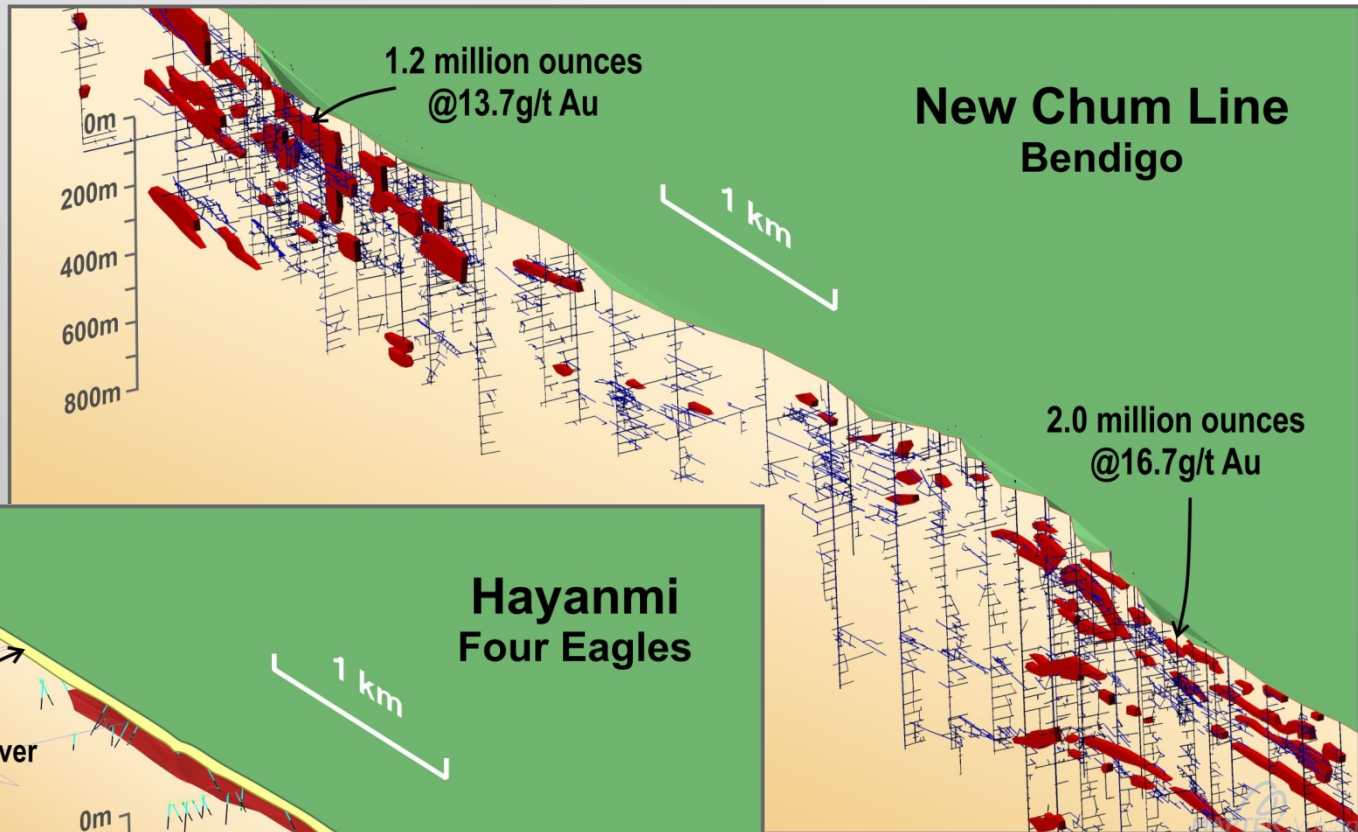 1.2 million ounces
@13.7g/t Au
New Chum Line
Bendigo
0m
200m
400m
600m
800m
1 km
2.0 million ounces
@16.7g/t Au
Hayanmi
Four Eagles
1 km
ver
0m